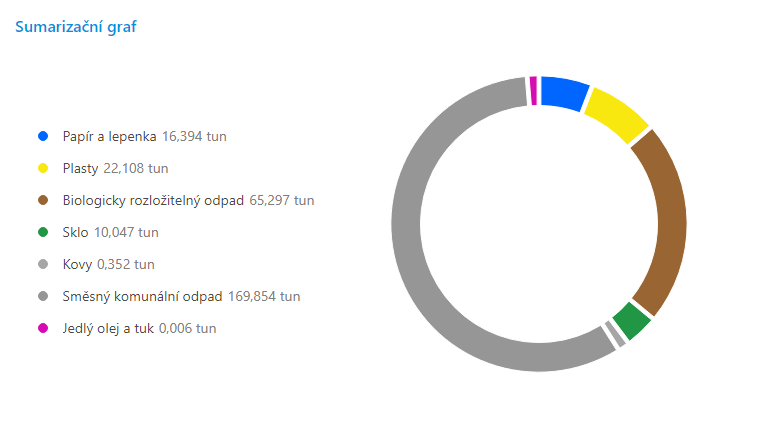 Sumarizační graf
Papír a lepenka 16,394 tun
Plasty 22,108 tun
Biologicky rozložitelný odpad 65,297 tun
Sklo 10,047 tun
Kovy 0,352 tun
Směsný komunální odpad 169,854 tun
Jedlý olej a tuk 0,006 tun